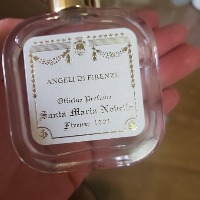 ANGELI DI FIRENZE
Officina Profumo
Santa Maria Novella
Firenze 1221